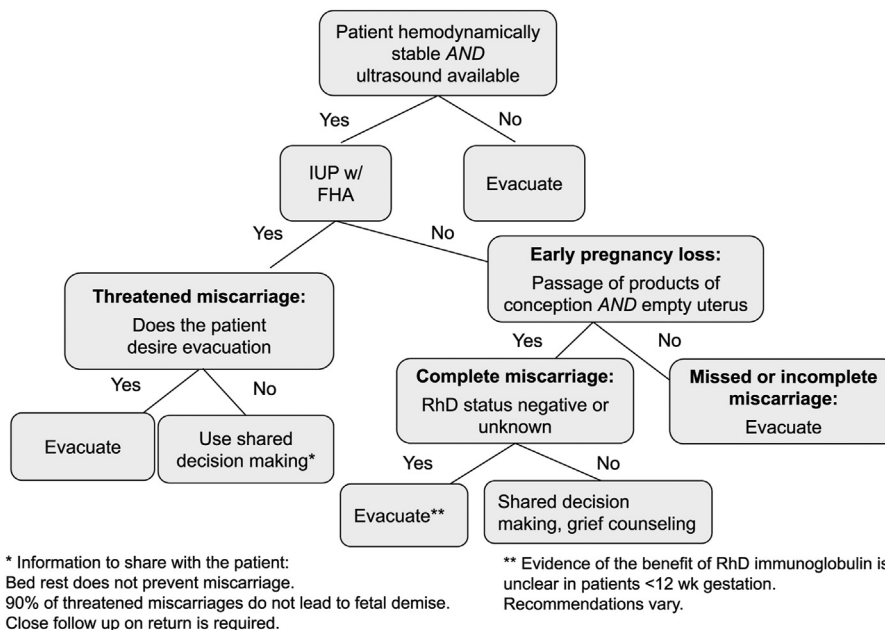 Patient hemodynamically
stable AND
ultrasound available
Yes
No
IUP w/
FHA
Evacuate
Yes
No
Early pregnancy loss:
Passage of products of
conception AND empty uterus
Threatened miscarriage:
Does the patient
desire evacuation
Yes
No
Complete miscarriage:
RhD status negative or
unknown
Missed or incomplete
miscarriage:
Evacuate
Yes
No
Evacuate
Use shared
decision making*
Yes
No
Evacuate**
Shared decision
making, grief counseling
* Information to share with the patient:
Bed rest does not prevent miscarriage.
90% of threatened miscarriages do not lead to fetal demise.
Close follow up on return is required.
** Evidence of the benefit of RhD immunoglobulin is
unclear in patients <12 wk gestation.
Recommendations vary.